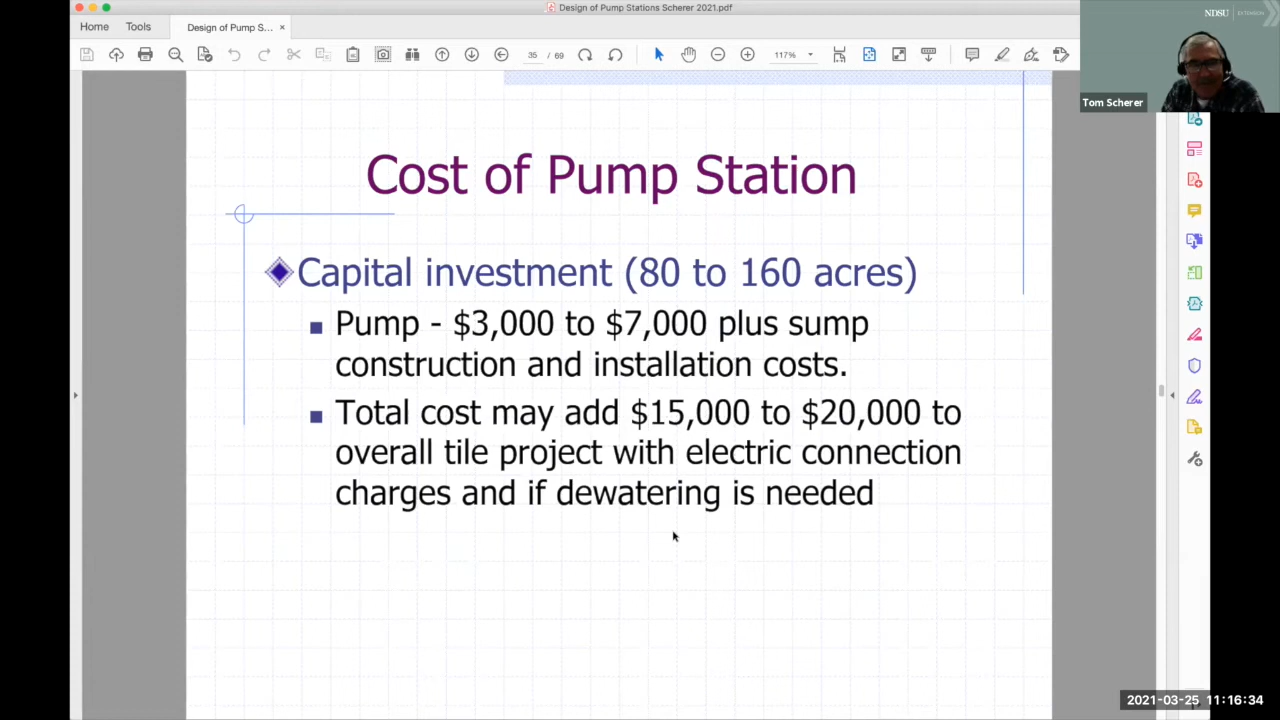 Design of Pump Stations Scherer 2021.pdf
NDSU EXTENSION
Home Tools Design of Pump S... ×
35 / 69 117%
Tom Scherer
Cost of Pump Station
Capital investment (80 to 160 acres)
Pump - $3,000 to $7,000 plus sump
construction and installation costs.
Total cost may add $15,000 to $20,000 to
overall tile project with electric connection
charges and if dewatering is needed
2021-03-25 11:16:34